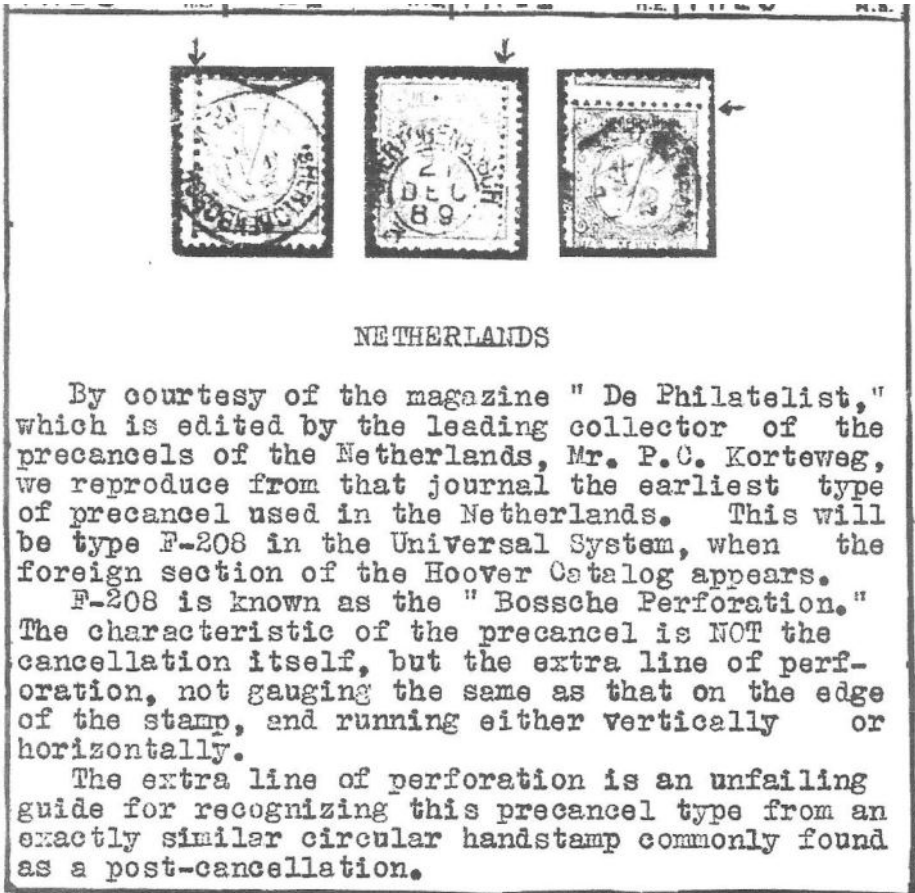 21
DEC
89
NETHERLANDS
By courtesy of the magazine " De Philatelist,"
which is edited by the leading collector of the
precancels of the Netherlands, Mr. P.C. Korteweg,
we reproduce from that journal the earliest type
of precancel used in the Netherlands. This will
be type F-208 in the Universal System, when the
foreign section of the Hoover Catalog appears.
F-208 is known as the " Bossche Perforation."
The characteristic of the precancel is NOT the
cancellation itself, but the extra line of perf-
oration, not gauging the same as that on the edge
of the stamp, and running either vertically or
horizontally.
The extra line of perforation is an unfailing
guide for recognizing this precancel type from an
exactly similar circular handstamp commonly found
as a post-cancellation.